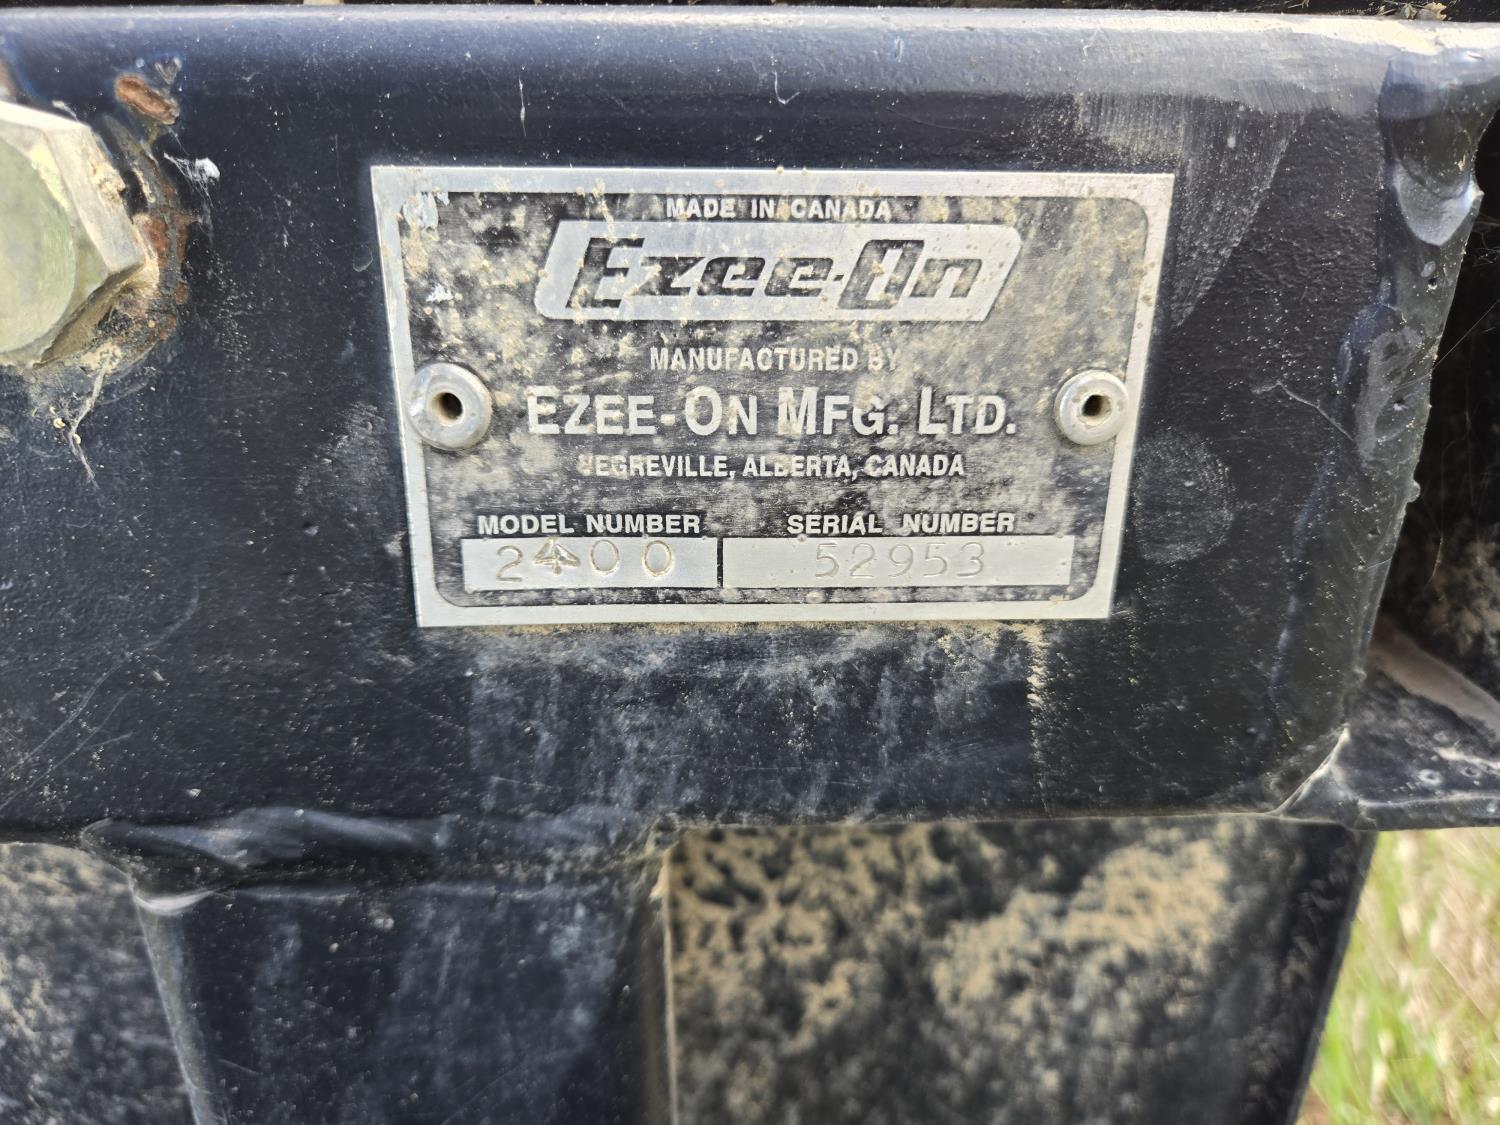 MADE IN CANADA
Ezee-On
MANUFACTURED BY
EZEE-ON MFG. LTD.
VEGREVILLE, ALBERTA, CANADA
MODEL NUMBER SERIAL NUMBER
2400 52953